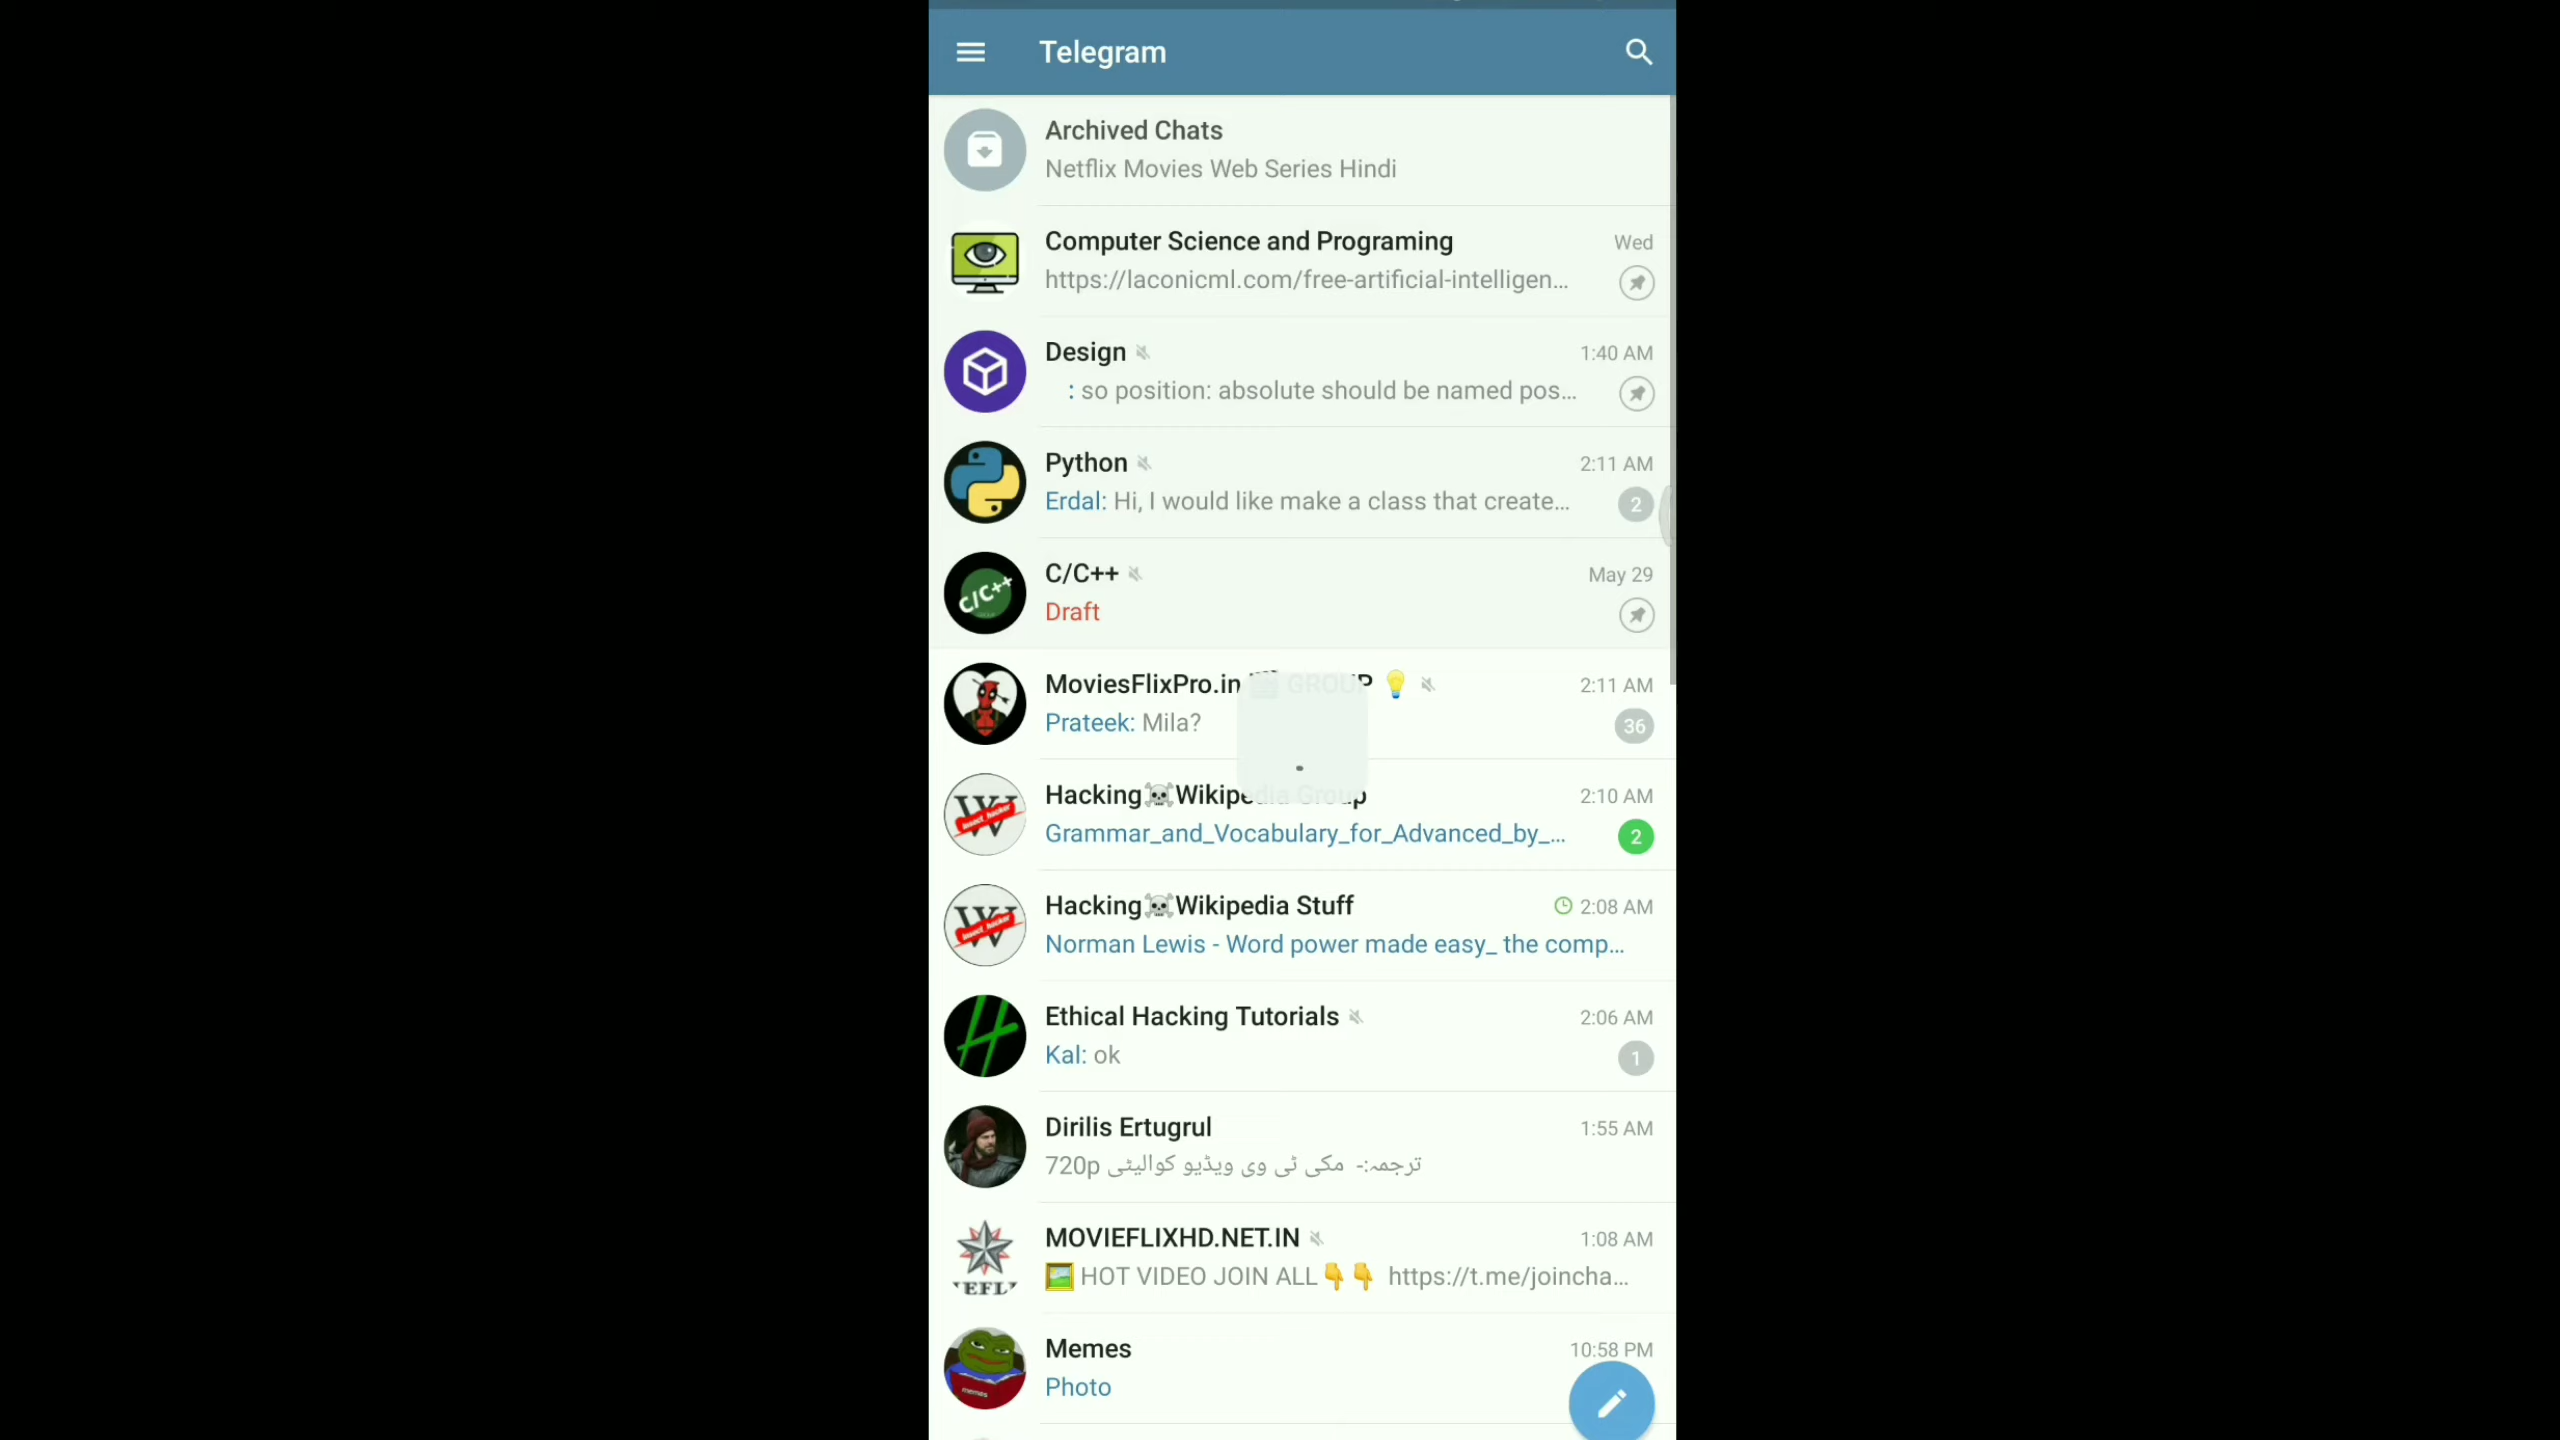 Telegram
Archived Chats
Netflix Movies Web Series Hindi
Computer Science and Programing
Wed
https://laconicml.com/free-artificial-intelligen...
Design
1:40 AM
: so position: absolute should be named pos...
Python
2:11 AM
Erdal: Hi, I would like make a class that create...
2
C/C++
C/C++
May 29
Draft
MoviesFlixPro.in GROUP 💡
2:11 AM
Prateek: Mila?
36
Hacking☠Wikipedia Group
2:10 AM
Grammar_and_Vocabulary_for_Advanced_by_...
2
Hacking☠Wikipedia Stuff
2:08 AM
Norman Lewis - Word power made easy_ the comp...
Ethical Hacking Tutorials
2:06 AM
Kal: ok
1
Dirilis Ertugrul
1:55 AM
ترجمہ:- مکی ٹی وی ویڈیو کوالیٹی 720p
MOVIEFLIXHD.NET.IN
1:08 AM
🖼 HOT VIDEO JOIN ALL👇👇 https://t.me/joincha...
Memes
10:58 PM
Photo